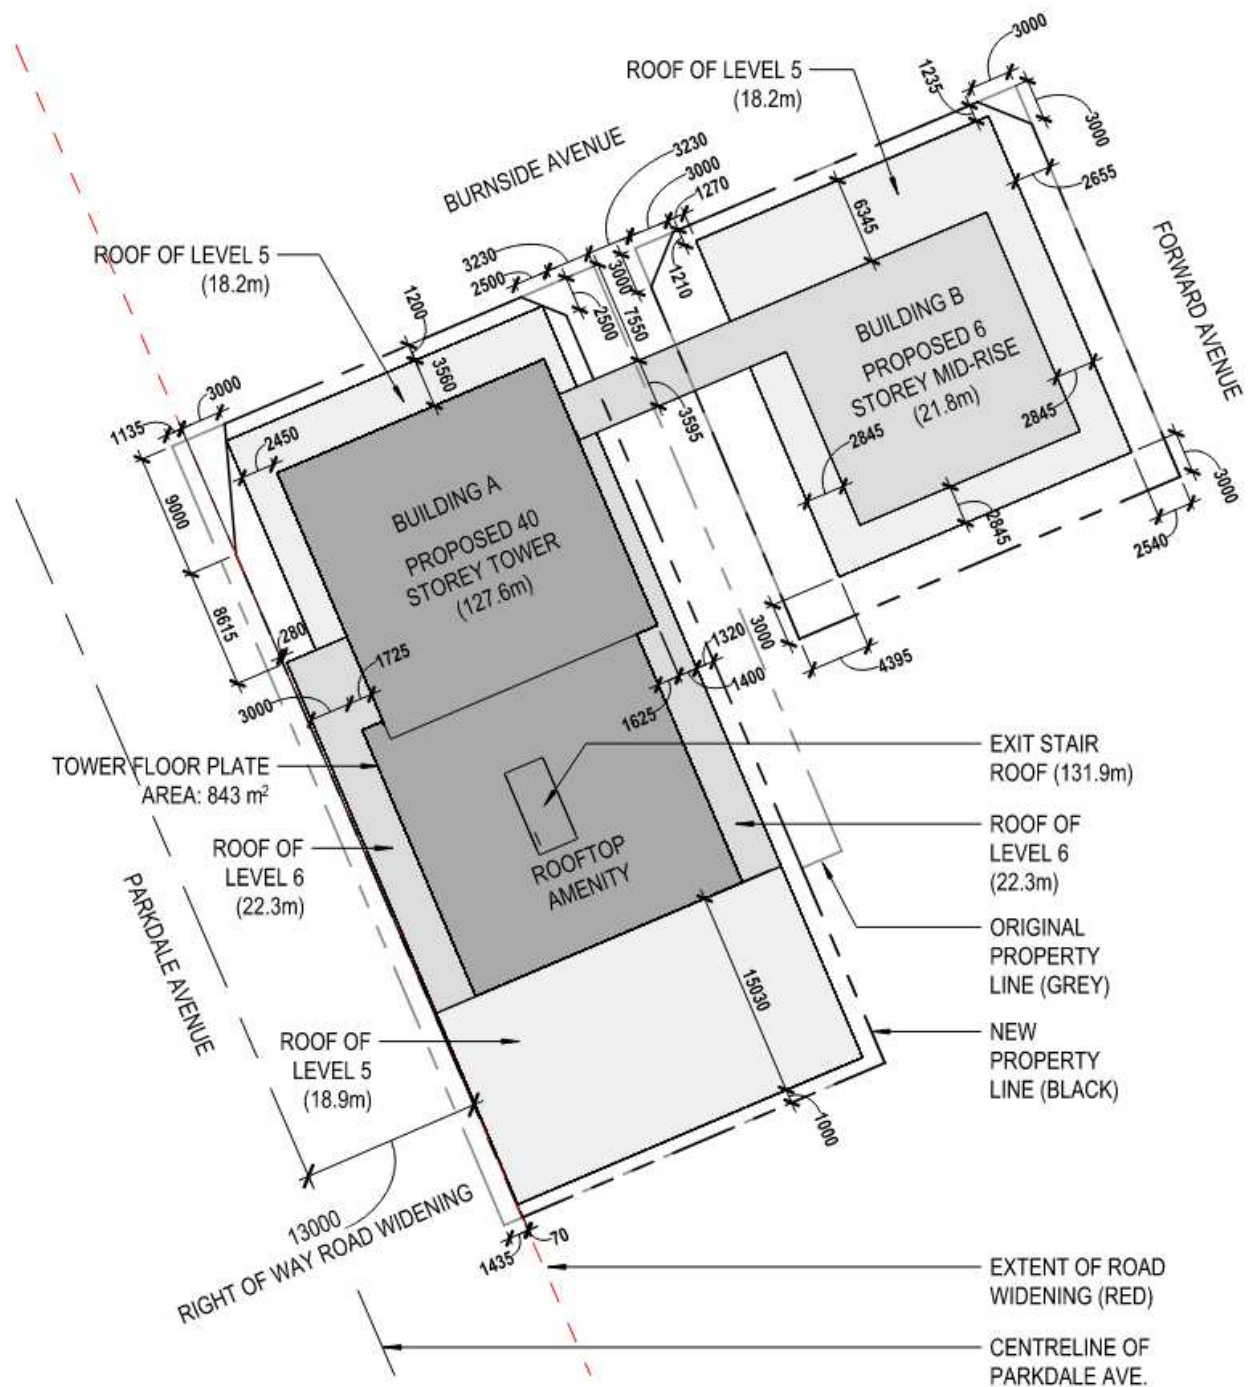 3000
1235
ROOF OF LEVEL 5
(18.2m)
3000
BURNSIDE AVENUE
3230
3000
1270
2655
6345
FORWARD AVENUE
ROOF OF LEVEL 5
(18.2m)
3230
2500
3000
1210
1200
2500
7550
BUILDING B
PROPOSED 6
STOREY MID-RISE
(21.8m)
3560
3000
1135
2450
3595
2845
2845
9000
BUILDING A
PROPOSED 40
STOREY TOWER
(127.6m)
2845
3000
2540
8615
280
1725
3000
3000
4395
1320
1400
1625
TOWER FLOOR PLATE
AREA: 843 m²
EXIT STAIR
ROOF (131.9m)
ROOF OF
LEVEL 6
(22.3m)
ROOFTOP
AMENITY
ROOF OF
LEVEL 6
(22.3m)
PARKDALE AVENUE
ORIGINAL
PROPERTY
LINE (GREY)
15030
ROOF OF
LEVEL 5
(18.9m)
NEW
PROPERTY
LINE (BLACK)
1000
13000
RIGHT OF WAY ROAD WIDENING
1435
70
EXTENT OF ROAD
WIDENING (RED)
CENTRELINE OF
PARKDALE AVE.